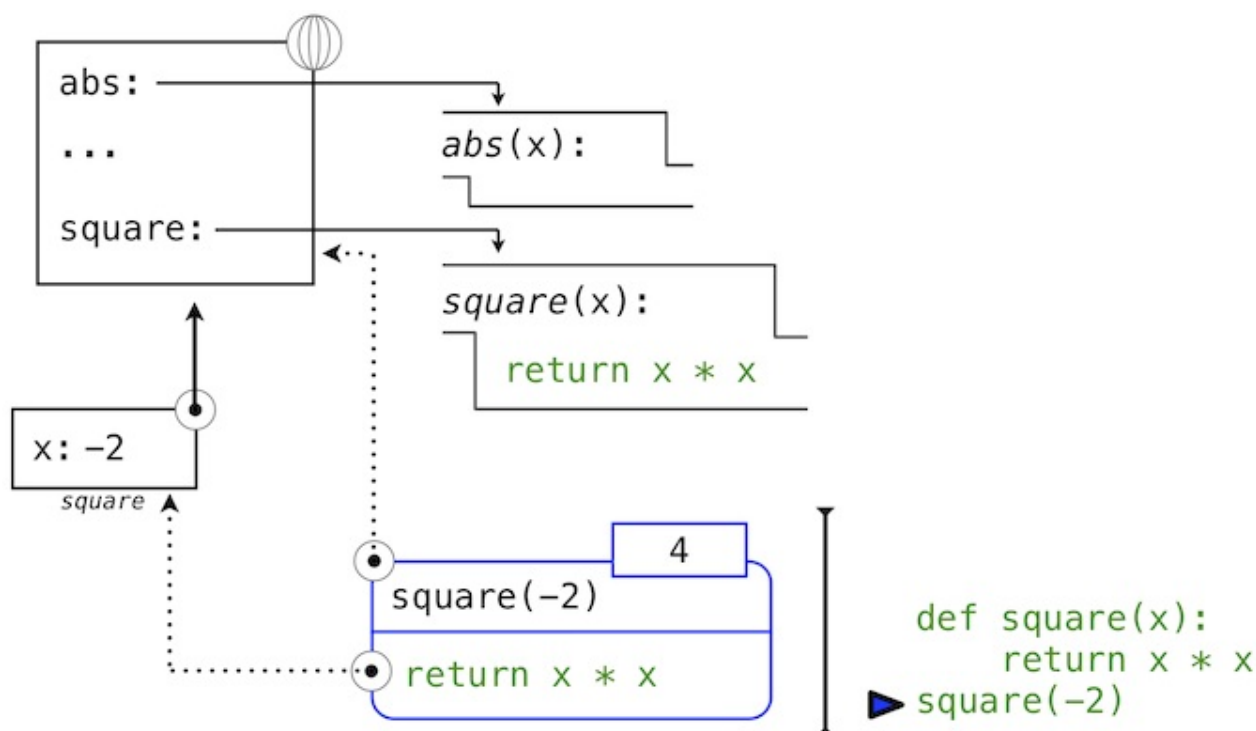 abs:
...
square:
abs(x):
square(x):
return x * x
x: -2
square
4
square(-2)
return x * x
def square(x):
    return x * x
square(-2)